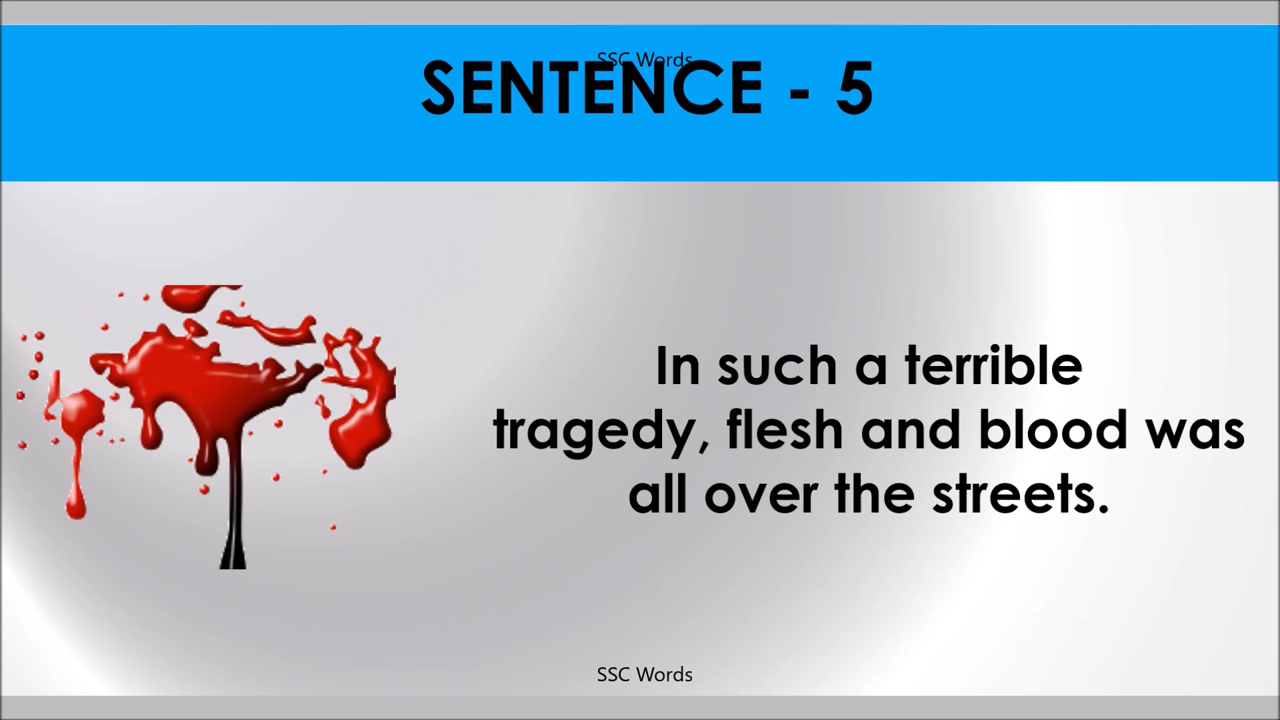 SSC Words
SENTENCE - 5
In such a terrible
tragedy, flesh and blood was
all over the streets.
SSC Words